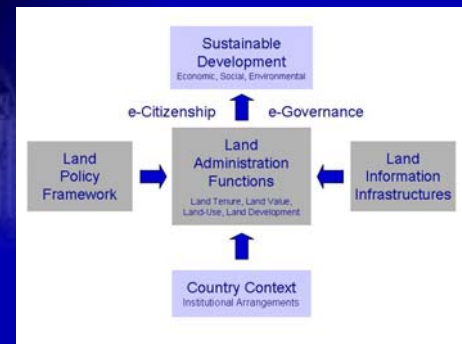 Sustainable
Development
Economic, Social, Environmental
e-Citizenship
e-Governance
Land
Policy
Framework
Land
Administration
Functions
Land Tenure, Land Value,
Land-Use, Land Development
Land
Information
Infrastructures
Country Context
Institutional Arrangements